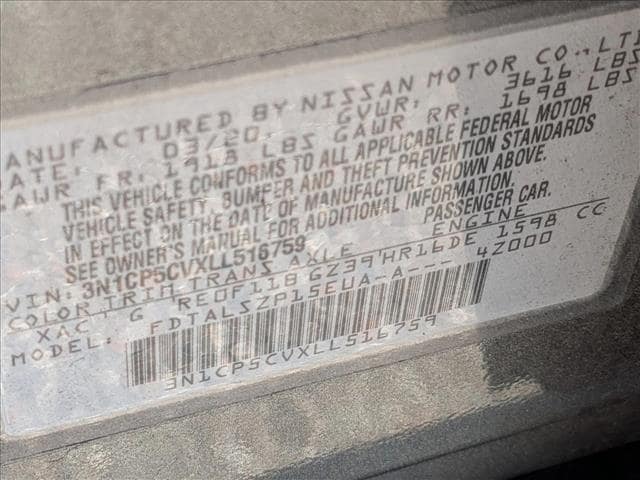 MANUFACTURED BY NISSAN MOTOR CO., LTD
DATE: 03/20 GVWR: 3616 LBS
GAWR FR: 1918 LBS GAWR RR: 1698 LBS
THIS VEHICLE CONFORMS TO ALL APPLICABLE FEDERAL MOTOR
VEHICLE SAFETY, BUMPER AND THEFT PREVENTION STANDARDS
IN EFFECT ON THE DATE OF MANUFACTURE SHOWN ABOVE.
SEE OWNER'S MANUAL FOR ADDITIONAL INFORMATION. PASSENGER CAR.
VIN: 3N1CP5CVXLL516759
COLOR TRIM TRANS AXLE ENGINE
XAC G RE0F11B GZ39 HR16DE 1598 CC
MODEL: FDTALSZP15EUA-A--- 4Z000
3N1CP5CVXLL516759